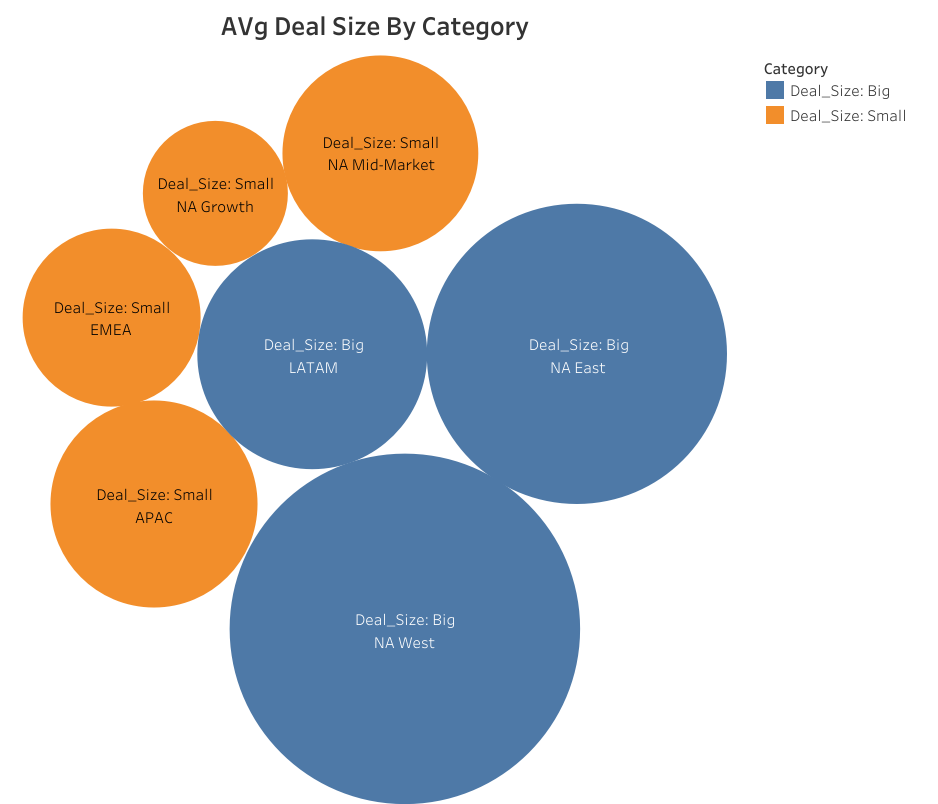 AVg Deal Size By Category
Category
Deal_Size: Big
Deal_Size: Small
Deal_Size: Small
NA Mid-Market
Deal_Size: Small
NA Growth
Deal_Size: Small
EMEA
Deal_Size: Big
LATAM
Deal_Size: Big
NA East
Deal_Size: Small
APAC
Deal_Size: Big
NA West